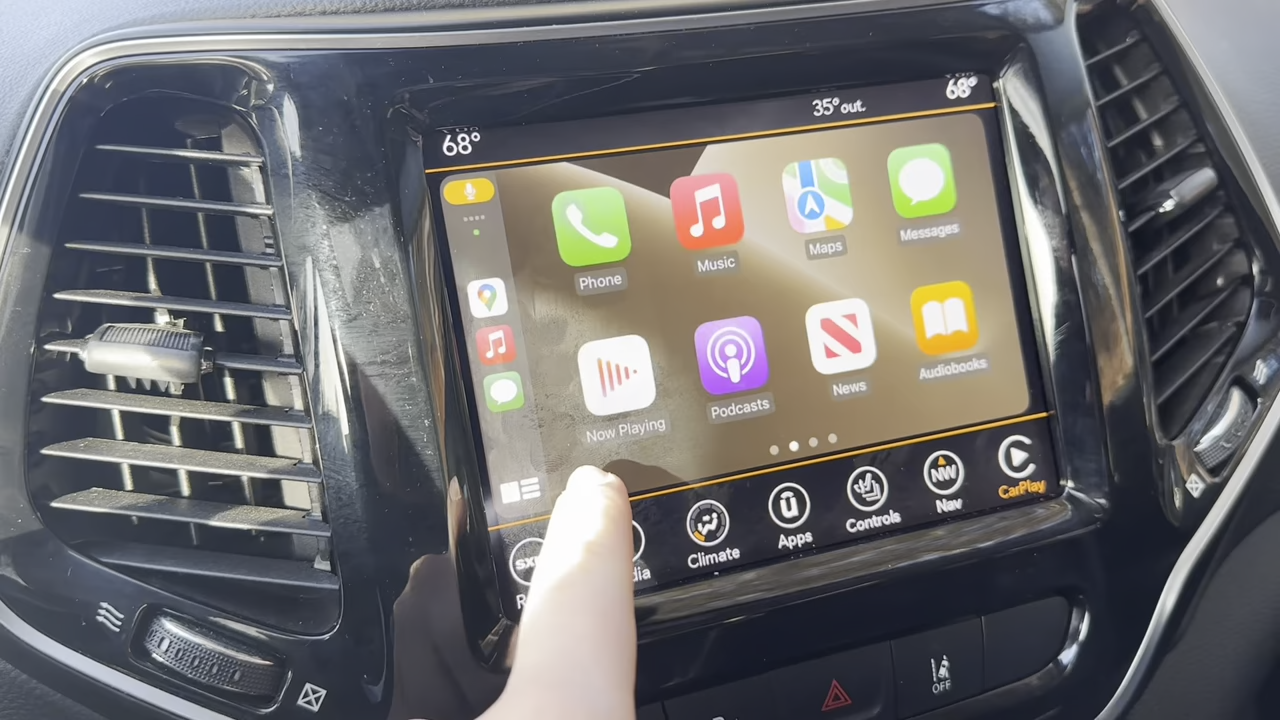 68°
35° out.
68°
Phone
Music
Maps
Messages
Now Playing
Podcasts
News
Audiobooks
Climate
Apps
Controls
NW
Nav
CarPlay
OFF